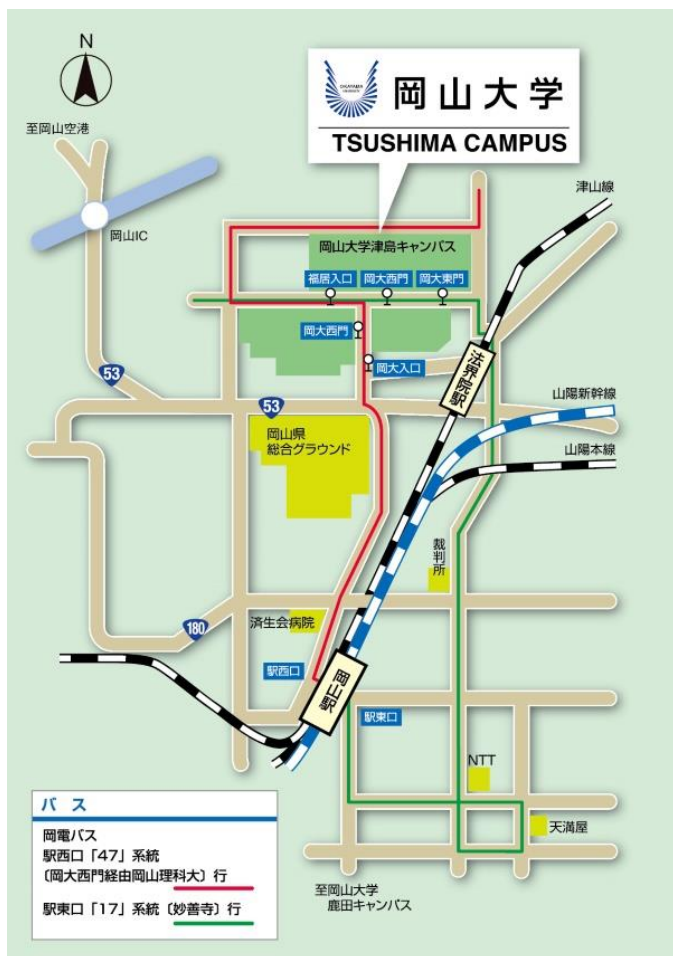 N
岡山大学
TSUSHIMA CAMPUS
至岡山空港
岡山IC
津山線
岡山大学津島キャンパス
福居入口
岡大西門
岡大東門
岡大西門
岡大入口
法界院駅
53
53
山陽新幹線
山陽本線
岡山県
総合グラウンド
裁判所
180
済生会病院
駅西口
岡山駅
駅東口
NTT
天満屋
バス
岡電バス
駅西口「47」系統
〔岡大西門経由岡山理科大〕行
駅東口「17」系統〔妙善寺〕行
至岡山大学
鹿田キャンパス